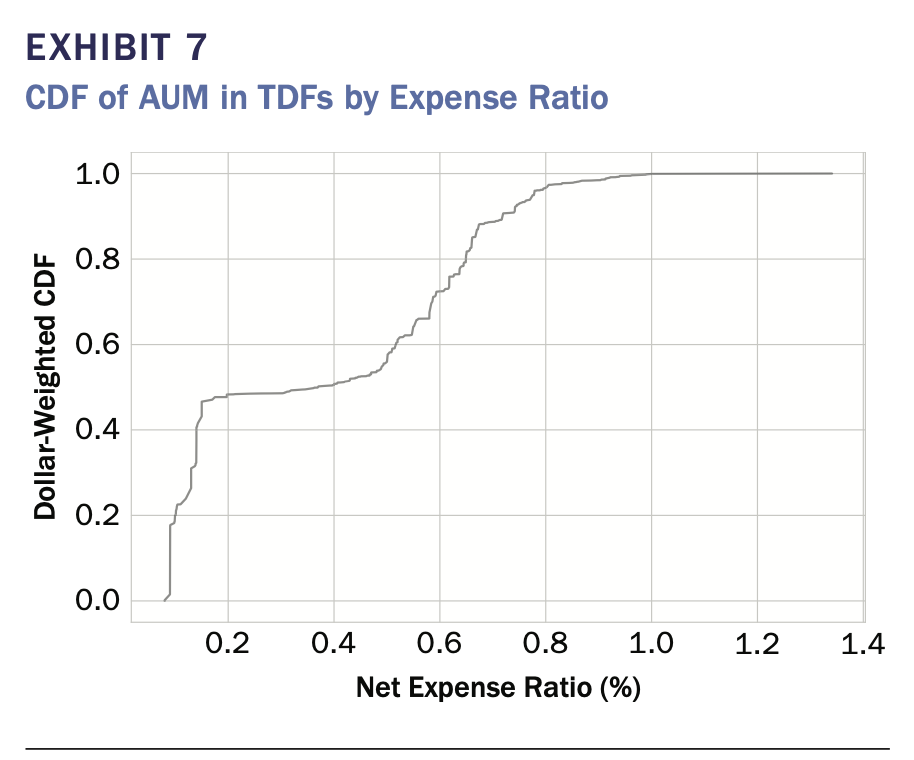 EXHIBIT 7
CDF of AUM in TDFs by Expense Ratio
1.0
0.8
0.6
0.4
0.2
0.0
Dollar-Weighted CDF
0.2 0.4 0.6 0.8 1.0 1.2 1.4
Net Expense Ratio (%)